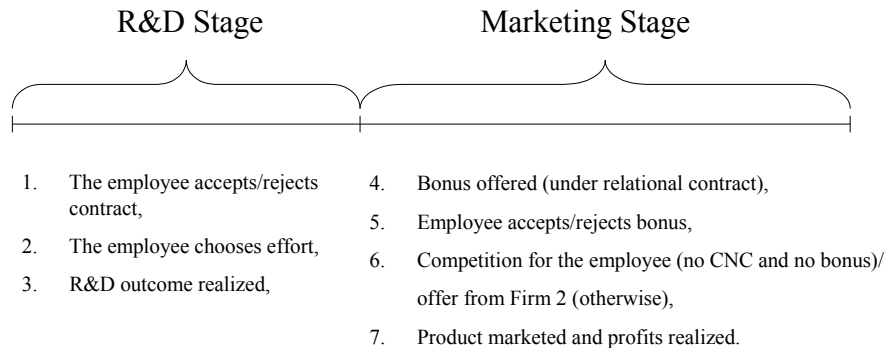 R&D Stage
Marketing Stage
1. The employee accepts/rejects
contract,
2. The employee chooses effort,
3. R&D outcome realized,
4. Bonus offered (under relational contract),
5. Employee accepts/rejects bonus,
6. Competition for the employee (no CNC and no bonus)/
offer from Firm 2 (otherwise),
7. Product marketed and profits realized.